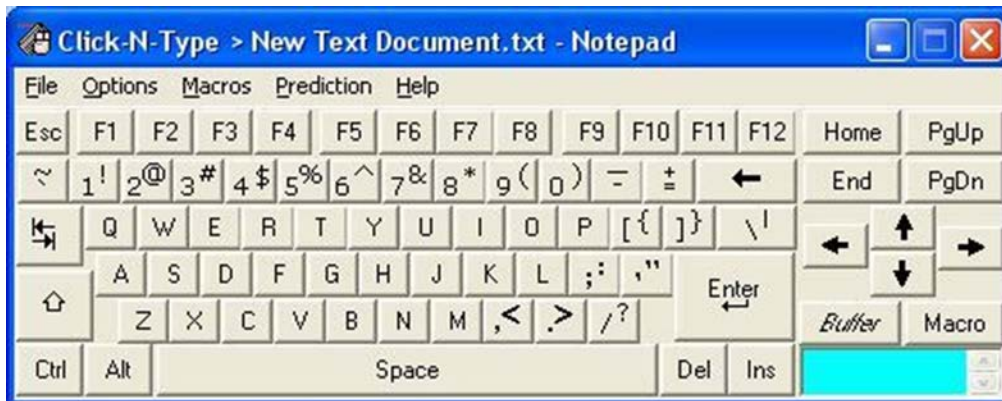 Click-N-Type > New Text Document.txt - Notepad
File Options Macros Prediction Help
Esc F1 F2 F3 F4 F5 F6 F7 F8 F9 F10 F11 F12 Home PgUp
~ 1! 2@ 3# 4$ 5% 6^ 7& 8* 9( 0) - ± ← End PgDn
Q W E R T Y U I O P [{ ]} \|
A S D F G H J K L ;: '" Enter
Z X C V B N M ,< .> /? Buffer Macro
Ctrl Alt Space Del Ins